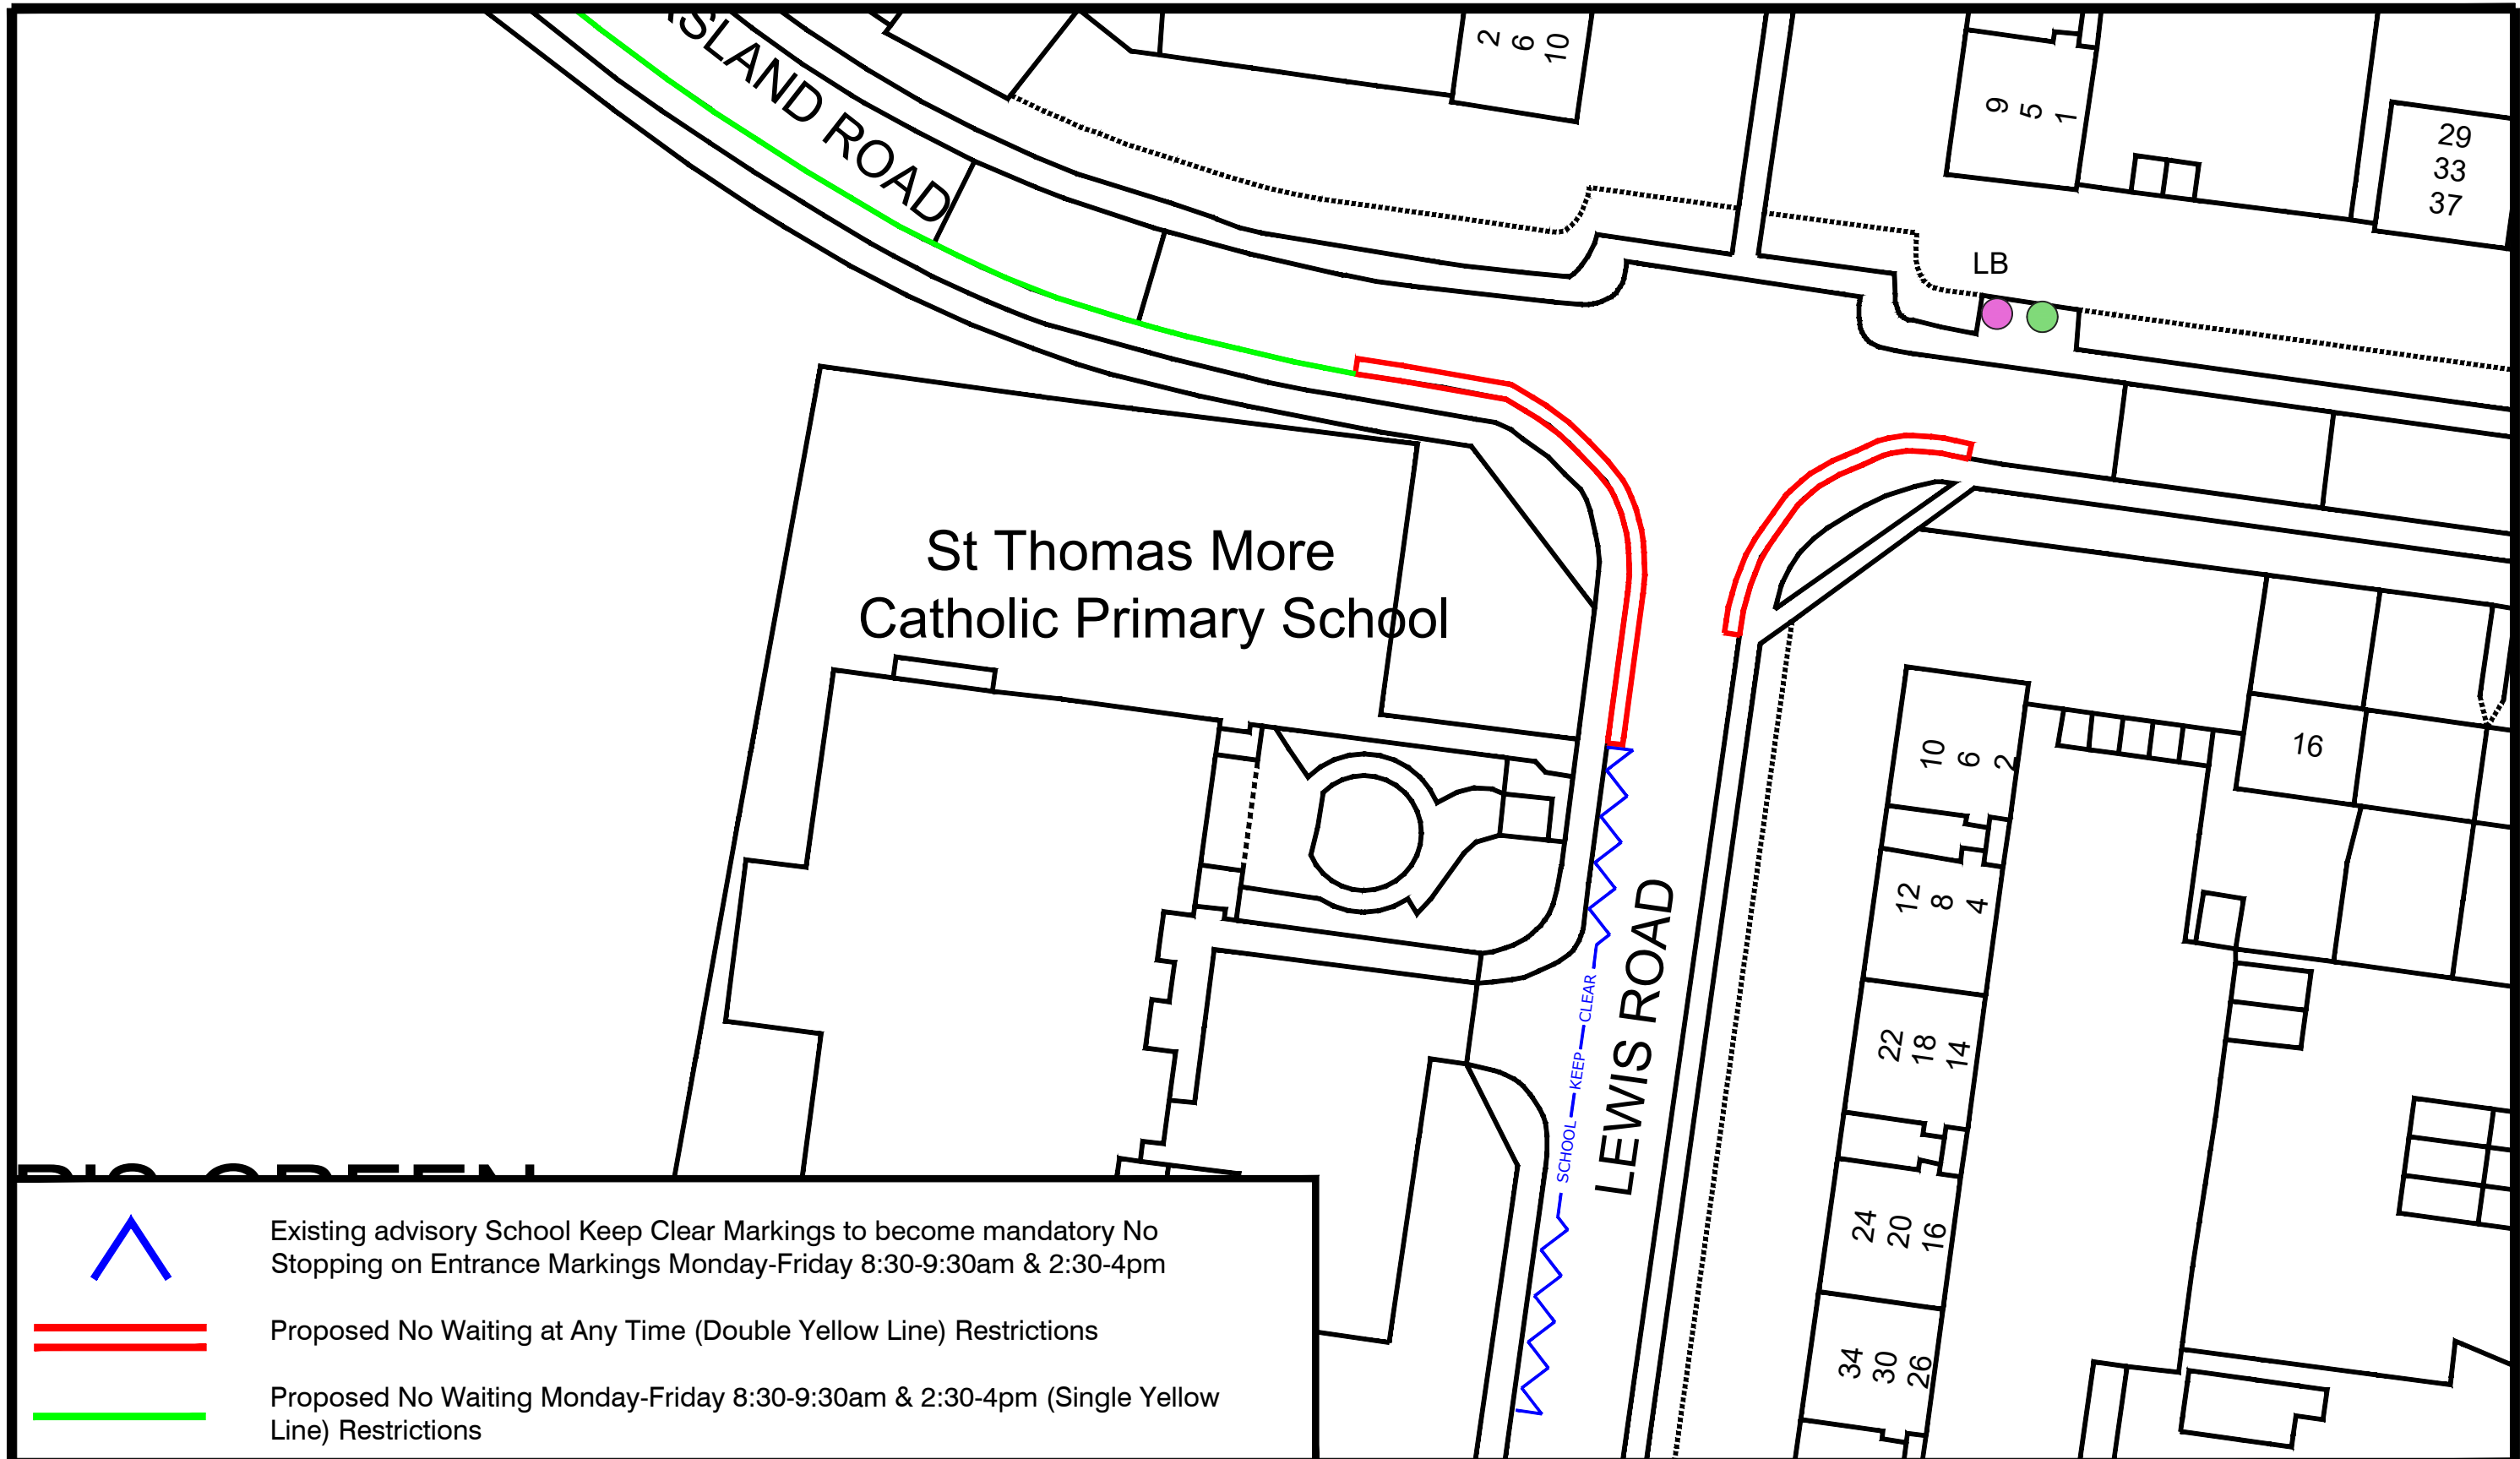 SLAND ROAD
2
6
10
9
5
1
29
33
37
LB
St Thomas More
Catholic Primary School
10
6
2
16
12
8
4
22
18
14
24
20
16
34
30
26
LEWIS ROAD
SCHOOL KEEP CLEAR
GREEN
Existing advisory School Keep Clear Markings to become mandatory No
Stopping on Entrance Markings Monday-Friday 8:30-9:30am & 2:30-4pm
Proposed No Waiting at Any Time (Double Yellow Line) Restrictions
Proposed No Waiting Monday-Friday 8:30-9:30am & 2:30-4pm (Single Yellow
Line) Restrictions